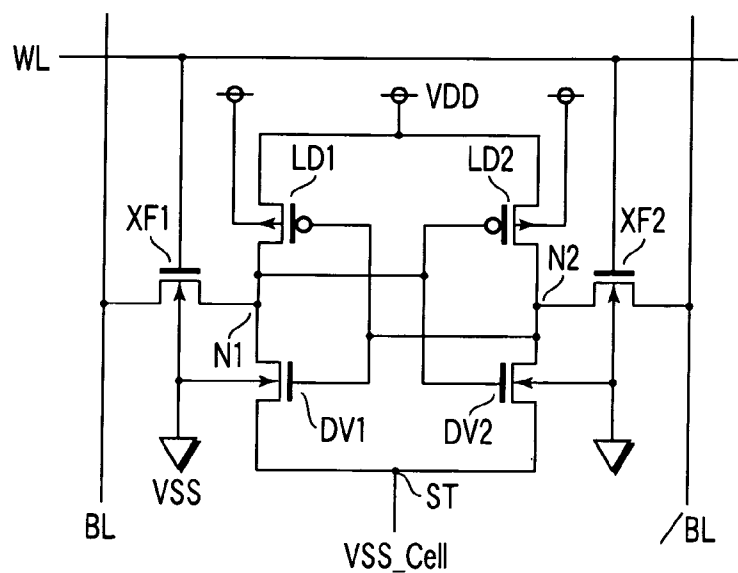 WL
VDD
LD1
LD2
XF1
XF2
N2
N1
DV1
DV2
VSS
ST
BL
/BL
VSS_Cell